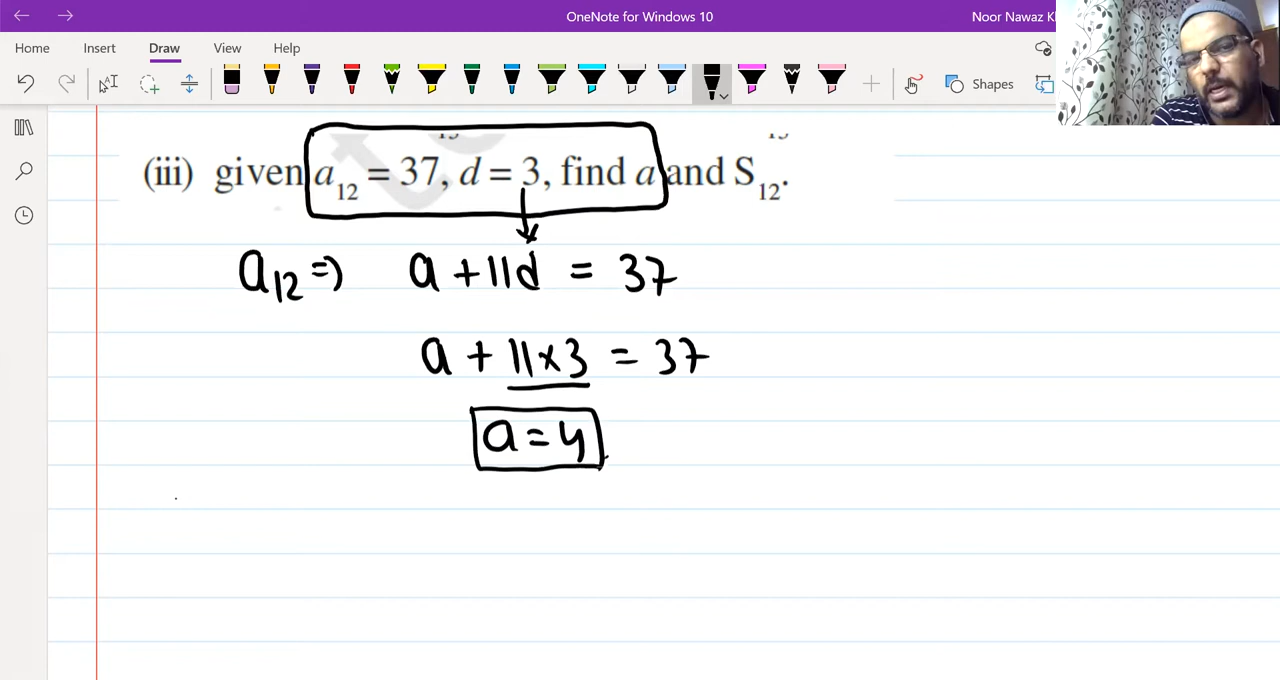 OneNote for Windows 10
Noor Nawaz Kh
Home Insert Draw View Help
Shapes
(iii) given a₁₂ = 37, d = 3, find a and S₁₂.
a₁₂ ⇒ a + 11d = 37
a + 11×3 = 37
a = 4